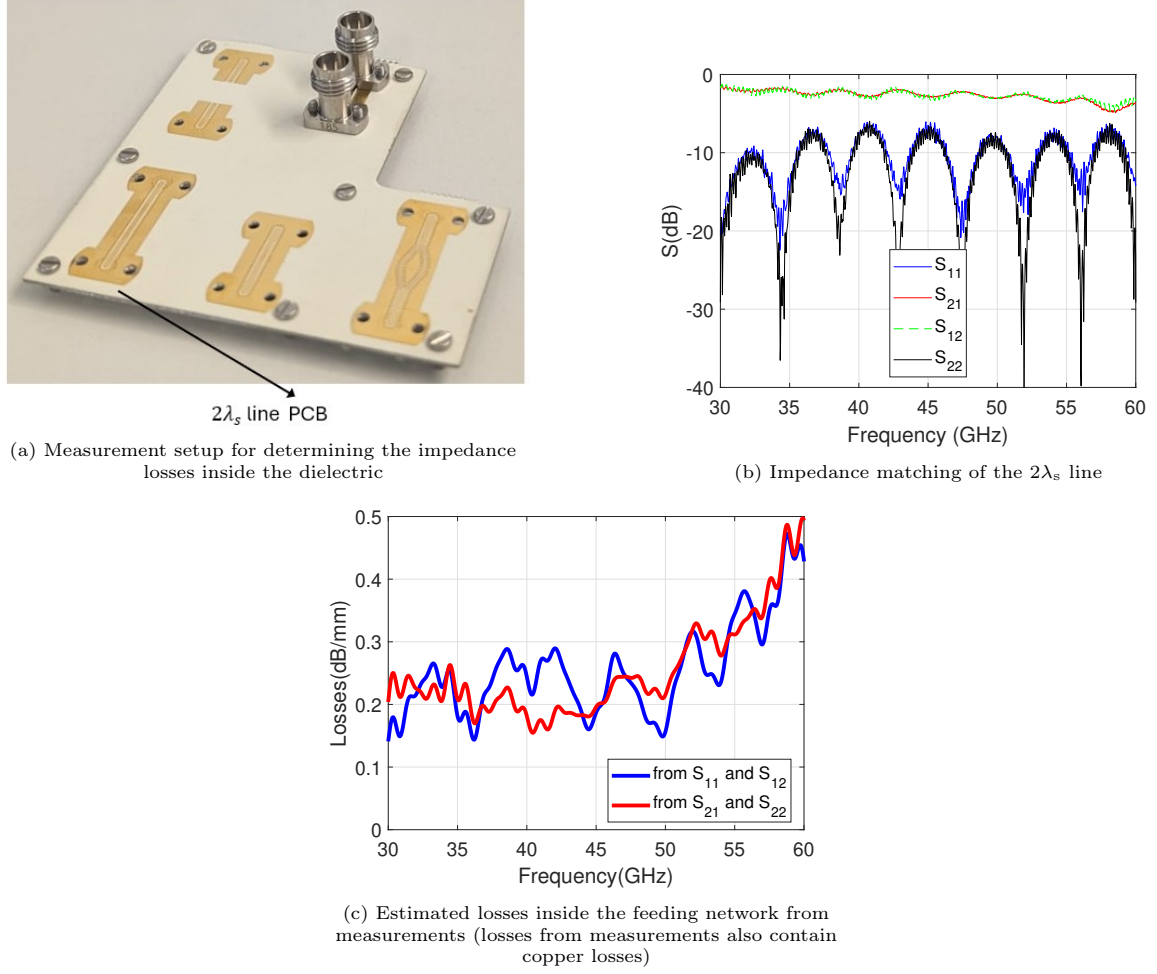 185
2λₛ line PCB
(a) Measurement setup for determining the impedance
losses inside the dielectric
0
-10
-20
-30
-40
S(dB)
S₁₁
S₂₁
S₁₂
S₂₂
30 35 40 45 50 55 60
Frequency (GHz)
(b) Impedance matching of the 2λₛ line
0.5
0.4
0.3
0.2
0.1
0
Losses(dB/mm)
from S₁₁ and S₁₂
from S₂₁ and S₂₂
30 35 40 45 50 55 60
Frequency(GHz)
(c) Estimated losses inside the feeding network from
measurements (losses from measurements also contain
copper losses)